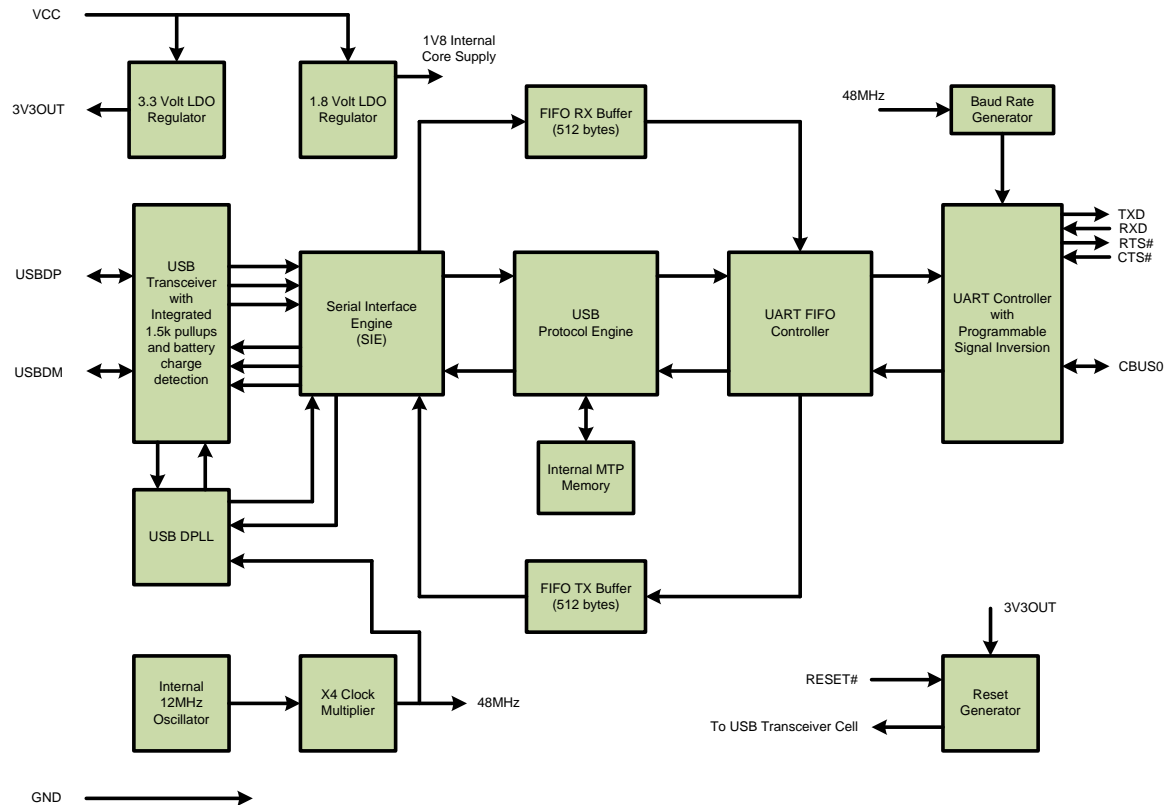 VCC
1V8 Internal
Core Supply
3V3OUT
3.3 Volt LDO
Regulator
1.8 Volt LDO
Regulator
FIFO RX Buffer
(512 bytes)
48MHz
Baud Rate
Generator
USBDP
USBDM
USB
Transceiver
with
Integrated
1.5k pullups
and battery
charge
detection
Serial Interface
Engine
(SIE)
USB
Protocol Engine
UART FIFO
Controller
UART Controller
with
Programmable
Signal Inversion
TXD
RXD
RTS#
CTS#
CBUS0
Internal MTP
Memory
USB DPLL
FIFO TX Buffer
(512 bytes)
3V3OUT
Internal
12MHz
Oscillator
X4 Clock
Multiplier
48MHz
RESET#
To USB Transceiver Cell
Reset
Generator
GND